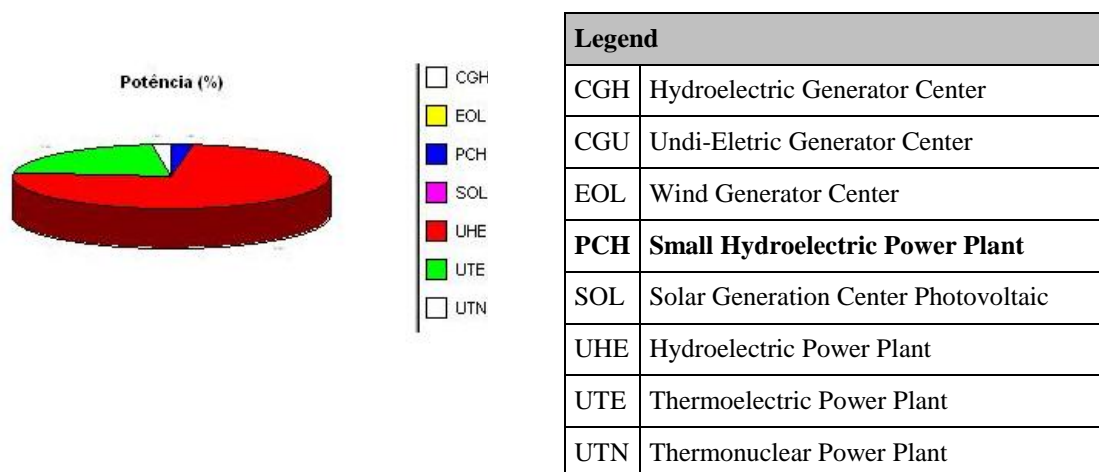 Potência (%)
CGH
EOL
PCH
SOL
UHE
UTE
UTN
Legend
CGH Hydroelectric Generator Center
CGU Undi-Eletric Generator Center
EOL Wind Generator Center
PCH Small Hydroelectric Power Plant
SOL Solar Generation Center Photovoltaic
UHE Hydroelectric Power Plant
UTE Thermoelectric Power Plant
UTN Thermonuclear Power Plant